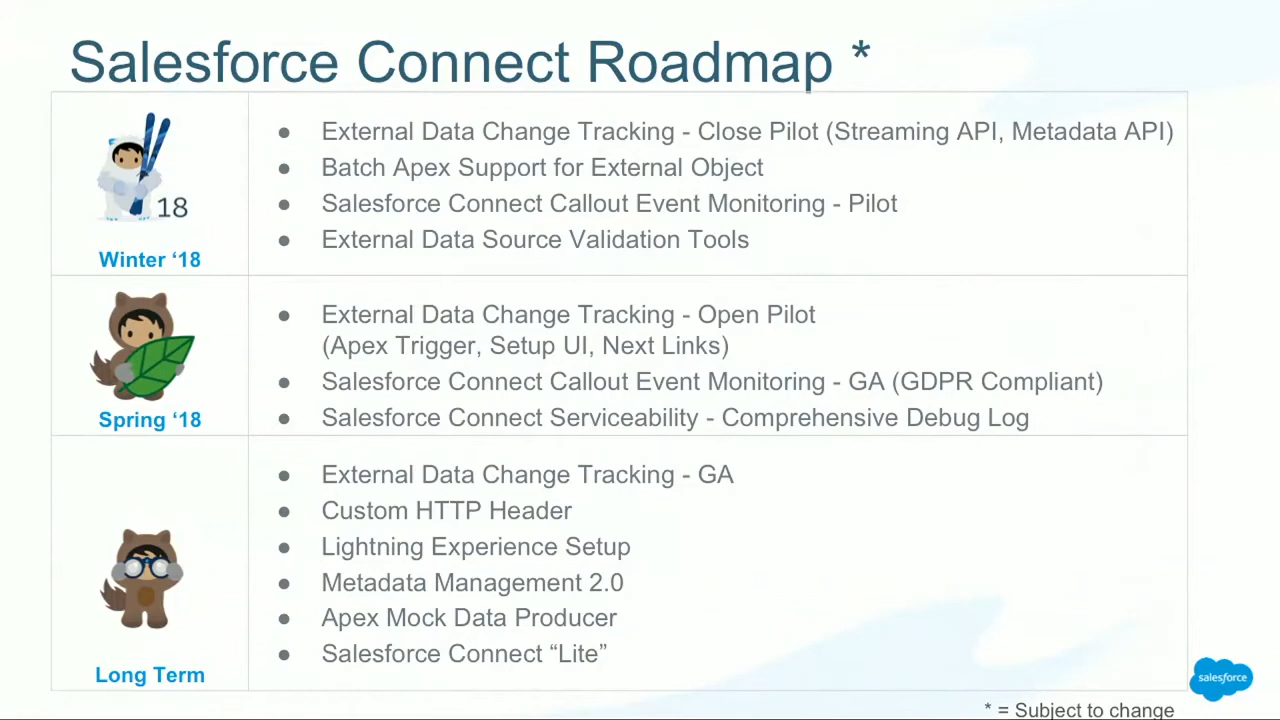 Salesforce Connect Roadmap *
18
Winter ‘18
● External Data Change Tracking - Close Pilot (Streaming API, Metadata API)
● Batch Apex Support for External Object
● Salesforce Connect Callout Event Monitoring - Pilot
● External Data Source Validation Tools
Spring ‘18
● External Data Change Tracking - Open Pilot
(Apex Trigger, Setup UI, Next Links)
● Salesforce Connect Callout Event Monitoring - GA (GDPR Compliant)
● Salesforce Connect Serviceability - Comprehensive Debug Log
Long Term
● External Data Change Tracking - GA
● Custom HTTP Header
● Lightning Experience Setup
● Metadata Management 2.0
● Apex Mock Data Producer
● Salesforce Connect “Lite”
salesforce
* = Subject to change